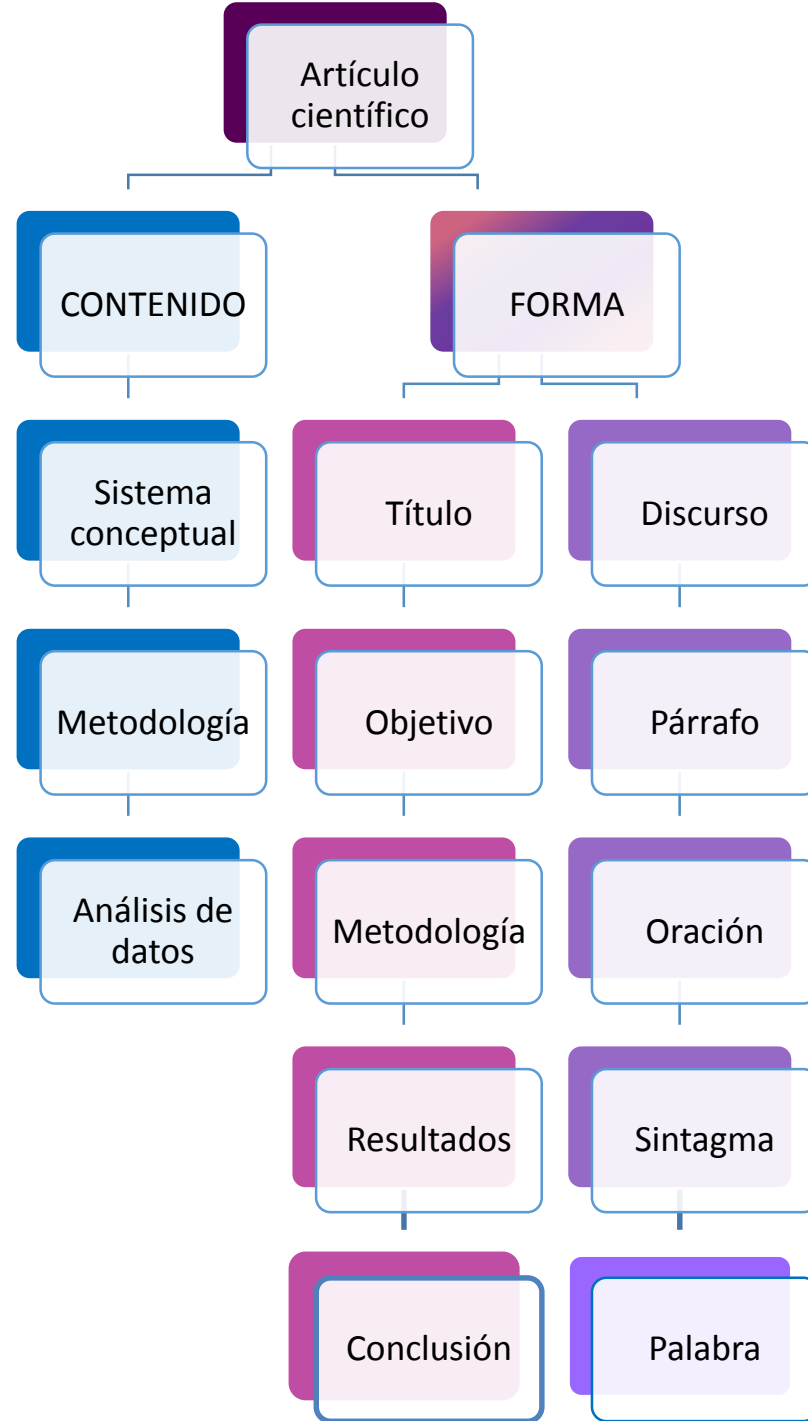 Artículo
científico
CONTENIDO
FORMA
Sistema
conceptual
Título
Discurso
Metodología
Objetivo
Párrafo
Análisis de
datos
Metodología
Oración
Resultados
Sintagma
Conclusión
Palabra